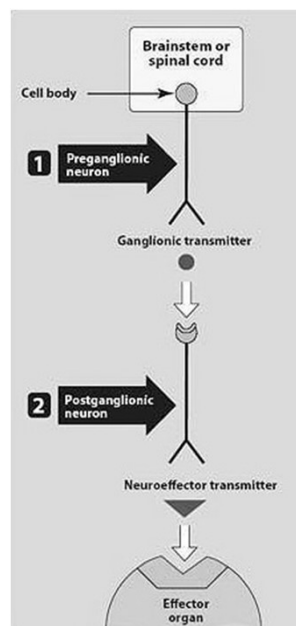 Brainstem or
spinal cord
Cell body
1
Preganglionic
neuron
Ganglionic transmitter
2
Postganglionic
neuron
Neuroeffector transmitter
Effector
organ